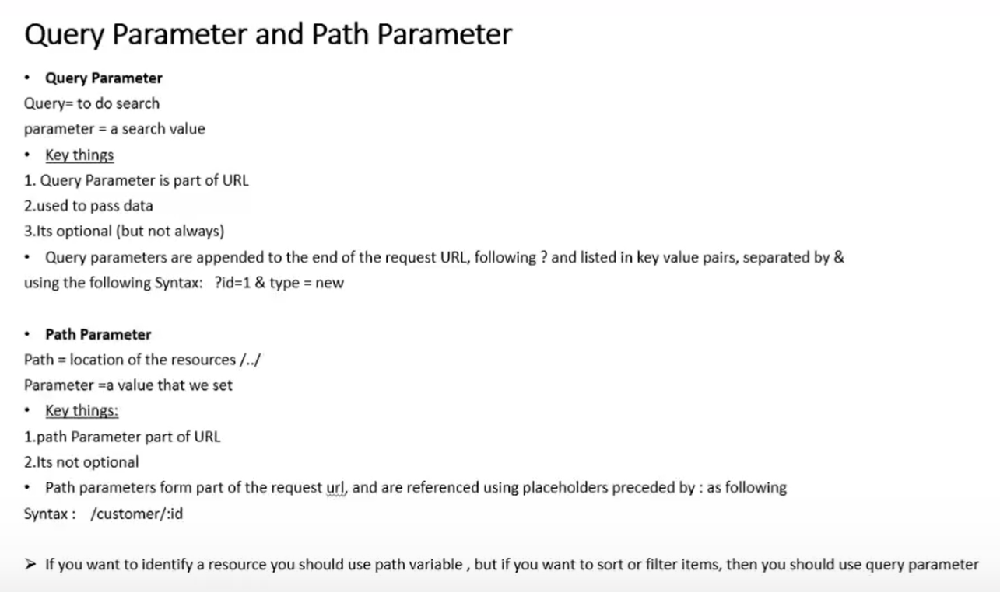 Query Parameter and Path Parameter
• Query Parameter
Query= to do search
parameter = a search value
• Key things
1. Query Parameter is part of URL
2.used to pass data
3.Its optional (but not always)
• Query parameters are appended to the end of the request URL, following ? and listed in key value pairs, separated by &
using the following Syntax: ?id=1 & type = new
• Path Parameter
Path = location of the resources /../
Parameter =a value that we set
• Key things:
1.path Parameter part of URL
2.Its not optional
• Path parameters form part of the request url, and are referenced using placeholders preceded by : as following
Syntax : /customer/:id
➤ If you want to identify a resource you should use path variable , but if you want to sort or filter items, then you should use query parameter